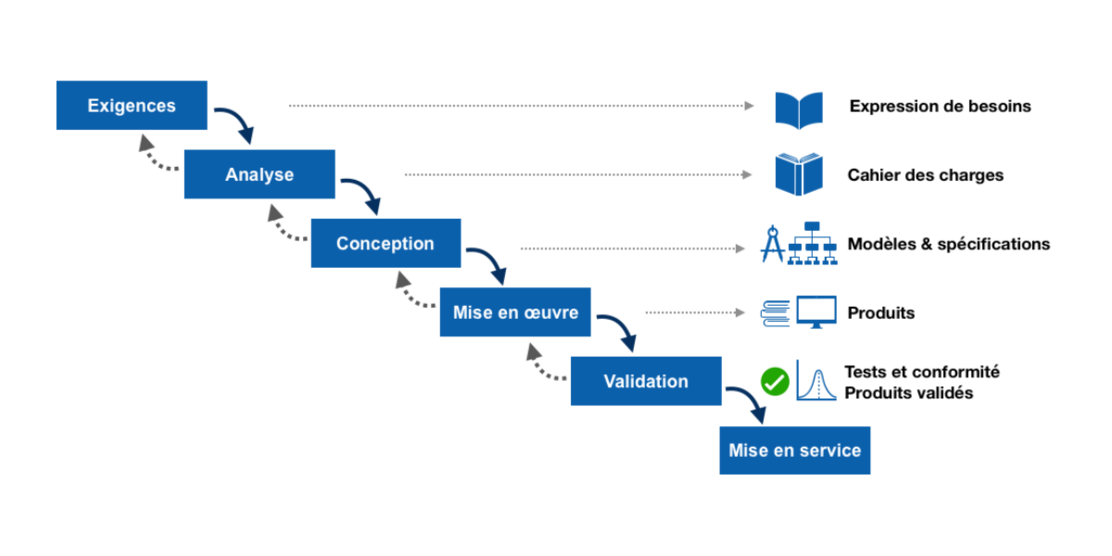 Exigences
Expression de besoins
Analyse
Cahier des charges
Conception
Modèles & spécifications
Mise en œuvre
Produits
Validation
Tests et conformité
Produits validés
Mise en service